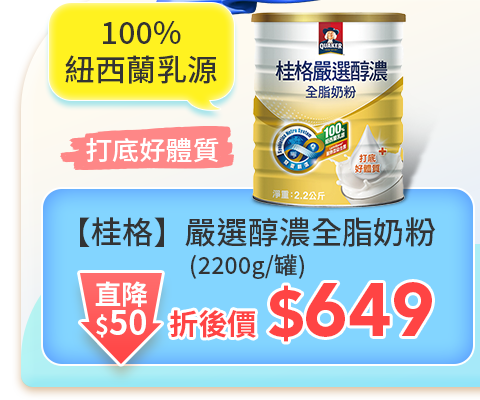 100%
紐西蘭乳源
QUAKER
桂格嚴選醇濃
全脂奶粉
100%
打底
好體質
淨重:2.2公斤
打底好體質
【桂格】嚴選醇濃全脂奶粉
(2200g/罐)
直降
$50
折後價 $649